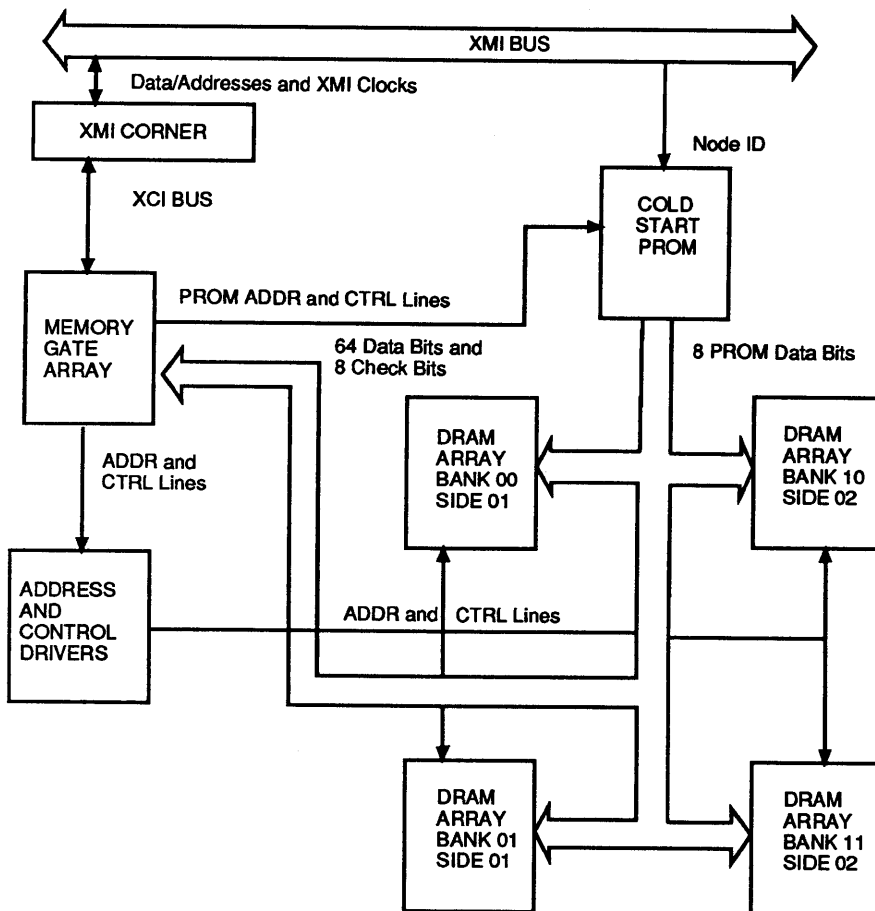 XMI BUS
Data/Addresses and XMI Clocks
XMI CORNER
Node ID
XCI BUS
COLD
START
PROM
PROM ADDR and CTRL Lines
MEMORY
GATE
ARRAY
64 Data Bits and
8 Check Bits
8 PROM Data Bits
DRAM
ARRAY
BANK 00
SIDE 01
DRAM
ARRAY
BANK 10
SIDE 02
ADDR and
CTRL Lines
ADDRESS
AND
CONTROL
DRIVERS
ADDR and CTRL Lines
DRAM
ARRAY
BANK 01
SIDE 01
DRAM
ARRAY
BANK 11
SIDE 02